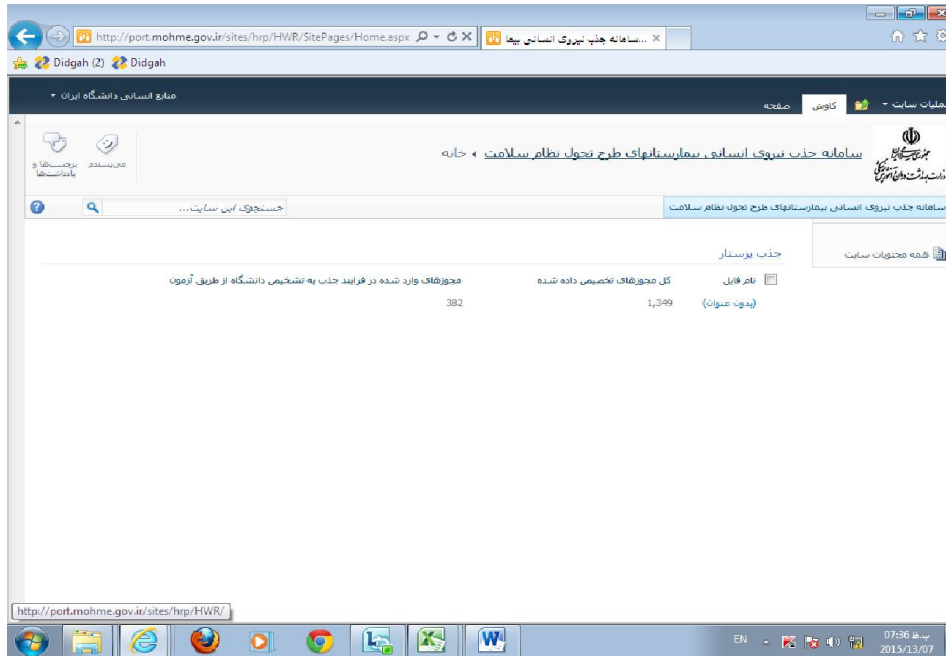 http://port.mohme.gov.ir/sites/hrp/HWR/SitePages/Home.aspx
سامانه جذب نیروی انسانی بیما...
Didgah (2) Didgah
منابع انسانی دانشگاه ایران
عملیات سایت
کاوش
صفحه
سامانه جذب نیروی انسانی بیمارستانهای طرح تحول نظام سلامت
خانه
می‌پسندم
برچسب‌ها و یادداشت‌ها
سامانه جذب نیروی انسانی بیمارستانهای طرح تحول نظام سلامت
جستجوی این سایت...
همه محتویات سایت
جذب پرستار
نام فایل کل مجوزهای تخصیص داده شده مجوزهای وارد شده در فرایند جذب به تشخیص دانشگاه از طریق آزمون
(بدون عنوان) 1,349 382
http://port.mohme.gov.ir/sites/hrp/HWR/
EN
07:36 ب.ظ
2015/13/07